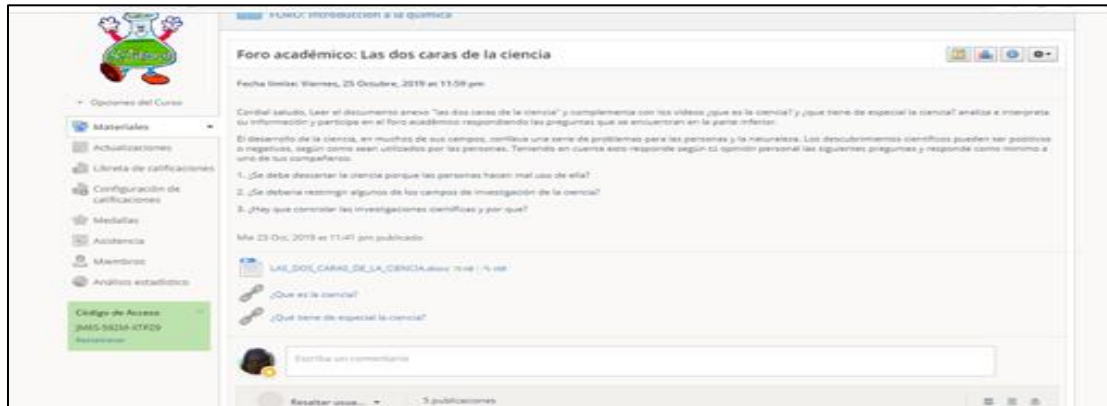 FORO: Introducción a la química
Foro académico: Las dos caras de la ciencia
Fecha límite: Viernes, 25 Octubre, 2019 at 11:59 pm
Opciones del Curso
Materiales
Actualizaciones
Libreta de calificaciones
Configuración de
calificaciones
Medallas
Asistencia
Miembros
Análisis estadístico
Código de Acceso
Cordial saludo, Leer el documento anexo "las dos caras de la ciencia" y complementa con los videos ¿que es la ciencia? y ¿que tiene de especial la ciencia? analiza e interpreta
su información y participa en el foro académico respondiendo las preguntas que se encuentran en la parte inferior.
El desarrollo de la ciencia, en muchos de sus campos, conlleva una serie de problemas para las personas y la naturaleza. Los descubrimientos científicos pueden ser positivos
o negativos, según como sean utilizados por las personas. Teniendo en cuenta esto responde según tú opinión personal las siguientes preguntas y responde como mínimo a
uno de tus compañeros.
1. ¿Se debe descartar la ciencia porque las personas hacen mal uso de ella?
2. ¿Se debería restringir algunos de los campos de investigación de la ciencia?
3. ¿Hay que controlar las investigaciones científicas y por que?
Mie 23 Oct, 2019 at 11:41 pm publicado
LAS_DOS_CARAS_DE_LA_CIENCIA.docx
¿Que es la ciencia?
¿Qué tiene de especial la ciencia?
Escriba un comentario
Resaltar usua...
5 publicaciones